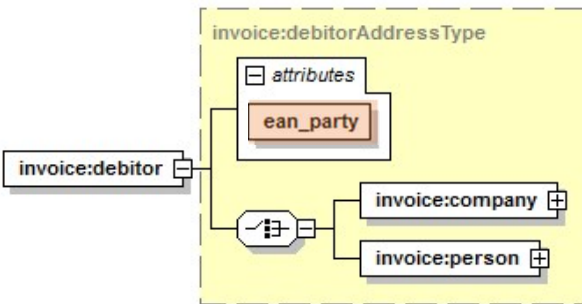 invoice:debitorAddressType
attributes
ean_party
invoice:debitor
invoice:company
invoice:person